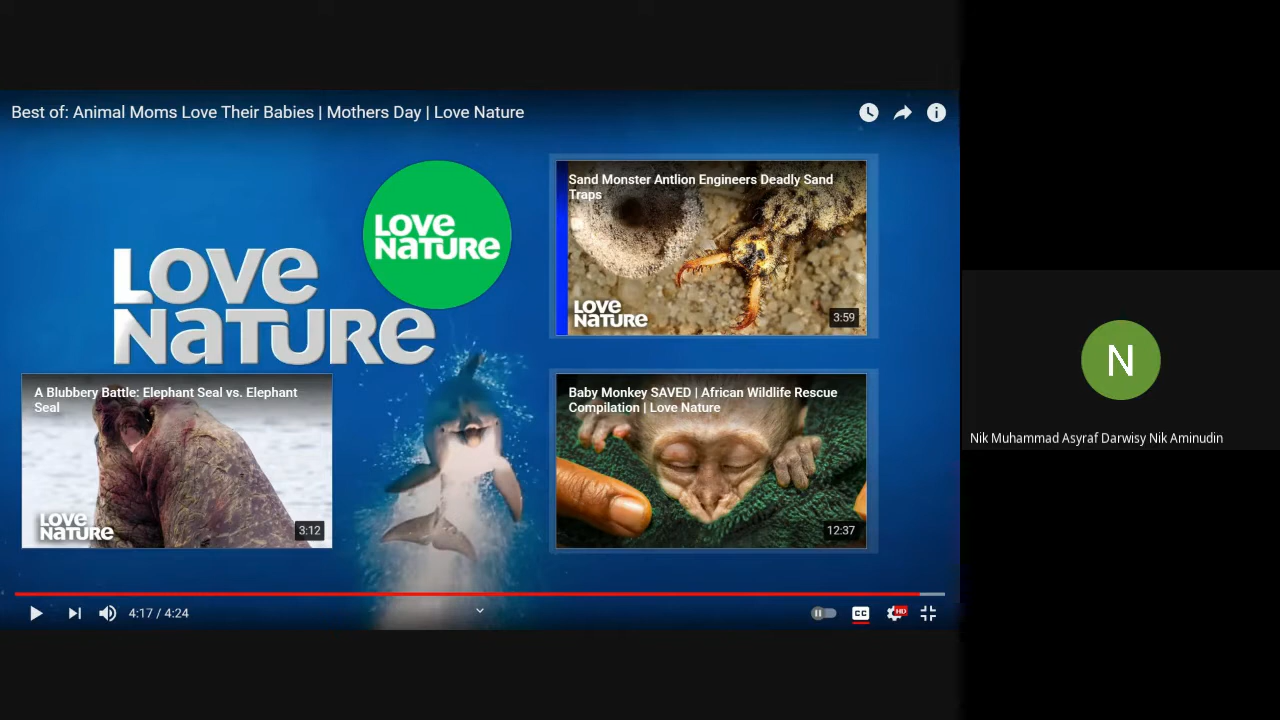 Best of: Animal Moms Love Their Babies | Mothers Day | Love Nature
LOVE
NATURE
LOVE
NATURE
Sand Monster Antlion Engineers Deadly Sand
Traps
LOVE
NATURE
3:59
A Blubbery Battle: Elephant Seal vs. Elephant
Seal
LOVE
NATURE
3:12
Baby Monkey SAVED | African Wildlife Rescue
Compilation | Love Nature
12:37
4:17 / 4:24
CC
HD
N
Nik Muhammad Asyraf Darwisy Nik Aminudin